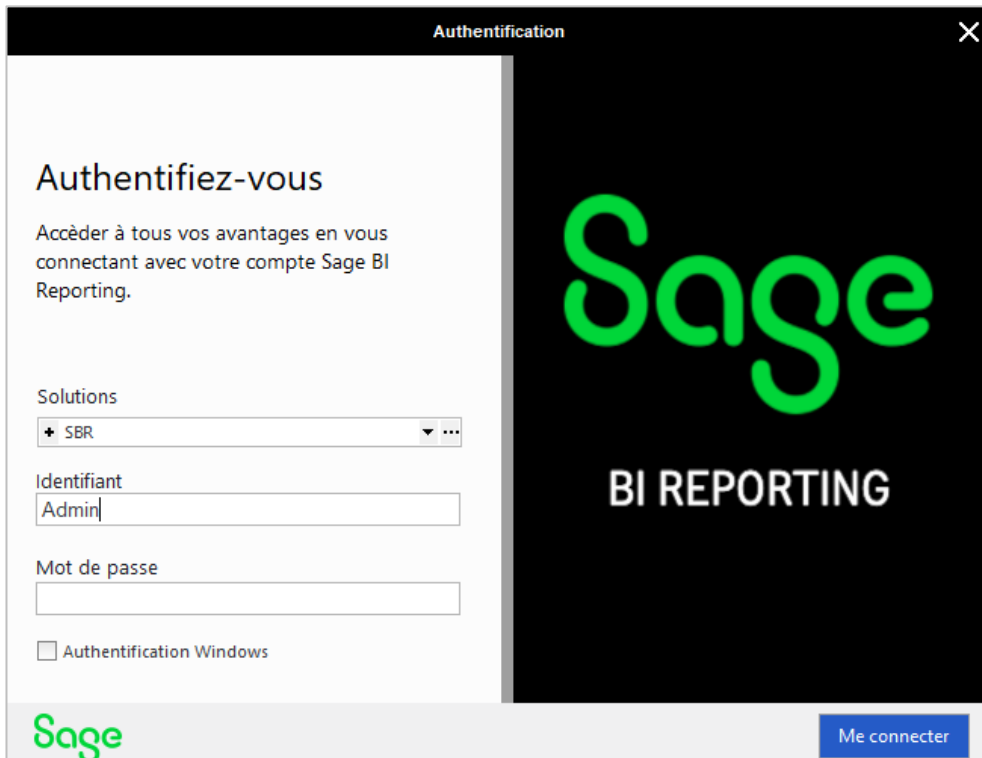 Authentification
Authentifiez-vous
Accèder à tous vos avantages en vous
connectant avec votre compte Sage BI
Reporting.
Solutions
SBR
Identifiant
Admin
Mot de passe
Authentification Windows
Sage
BI REPORTING
Sage
Me connecter